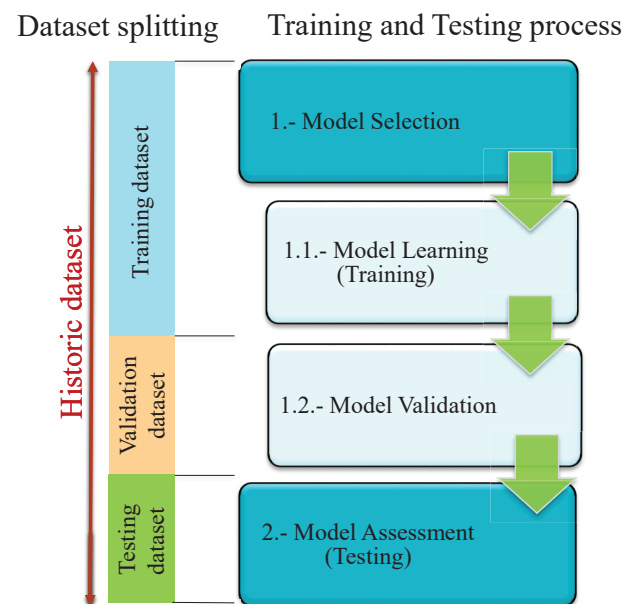 Dataset splitting
Training and Testing process
Historic dataset
Training dataset
Validation
dataset
Testing
dataset
1.- Model Selection
1.1.- Model Learning
(Training)
1.2.- Model Validation
2.- Model Assessment
(Testing)